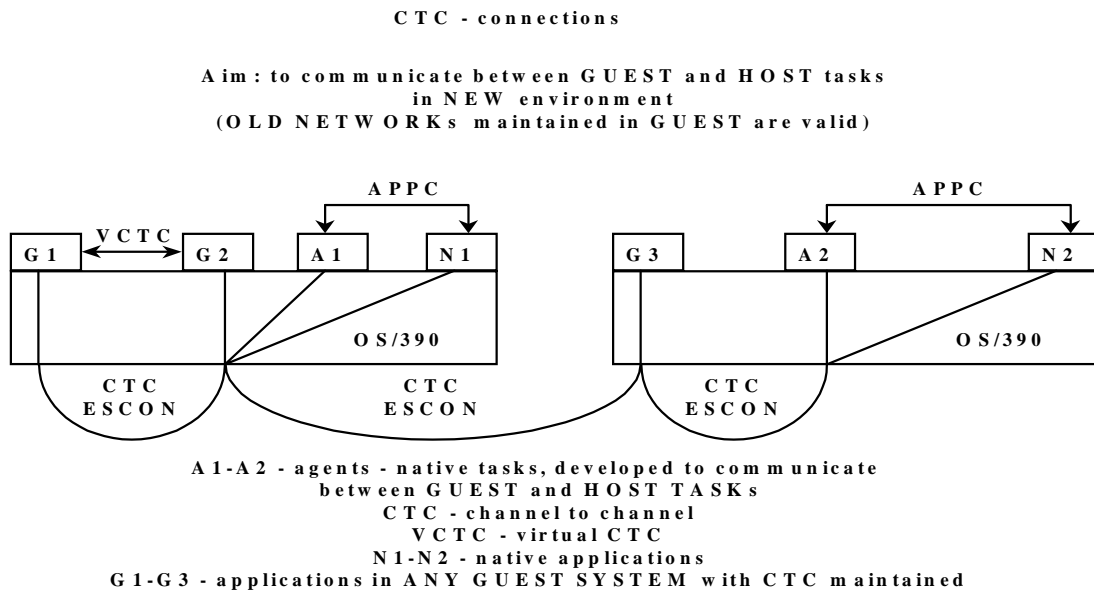 CTC - connections
Aim: to communicate between GUEST and HOST tasks
in NEW environment
(OLD NETWORKs maintained in GUEST are valid)
APPC
APPC
VCTC
G1
G2
A1
N1
G3
A2
N2
OS/390
OS/390
CTC
ESCON
CTC
ESCON
CTC
ESCON
A1-A2 - agents - native tasks, developed to communicate
between GUEST and HOST TASKs
CTC - channel to channel
VCTC - virtual CTC
N1-N2 - native applications
G1-G3 - applications in ANY GUEST SYSTEM with CTC maintained